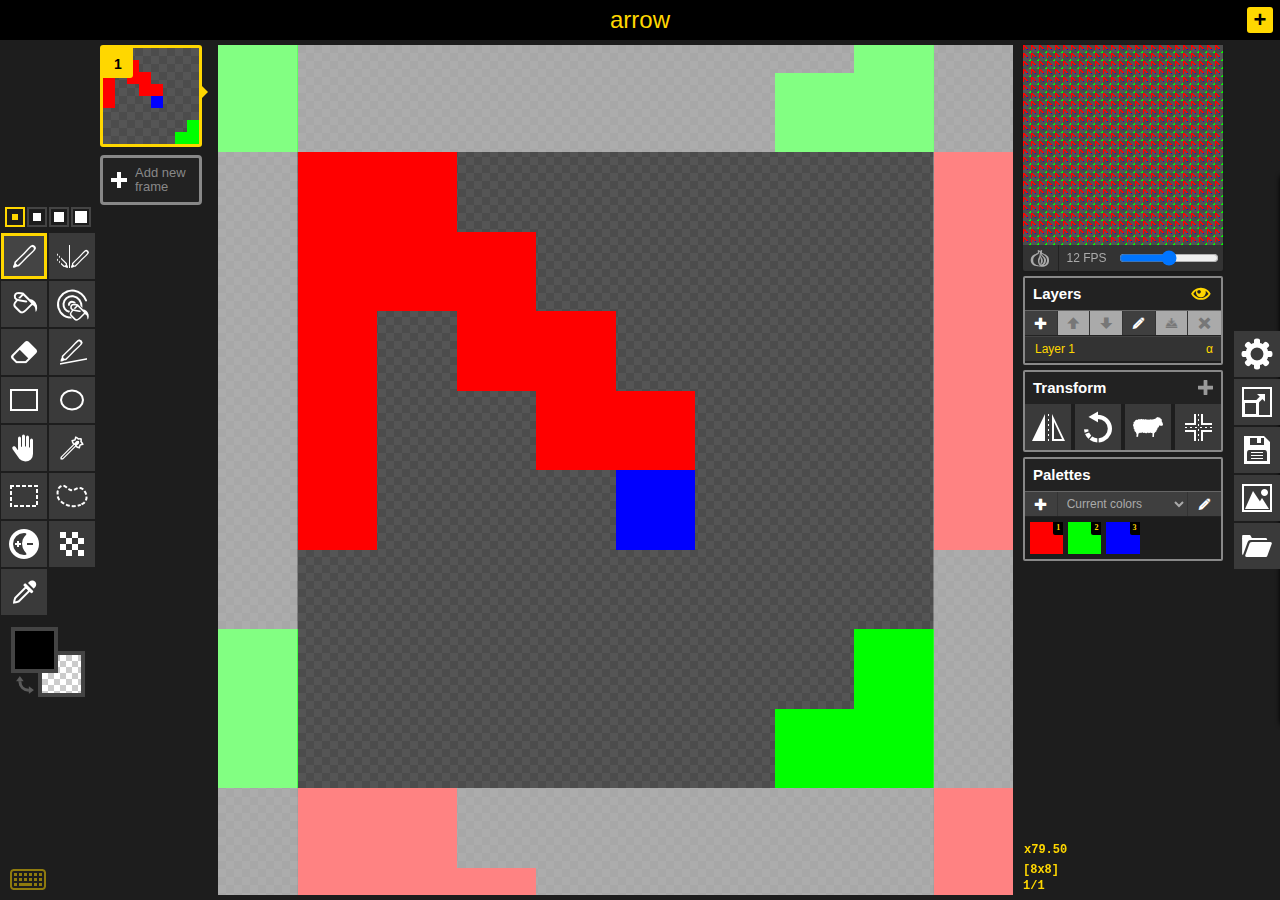 arrow
+
1
Add new
frame
12 FPS
Layers
Layer 1
α
Transform
Palettes
Current colors
1
2
3
x79.50
[8x8]
1/1